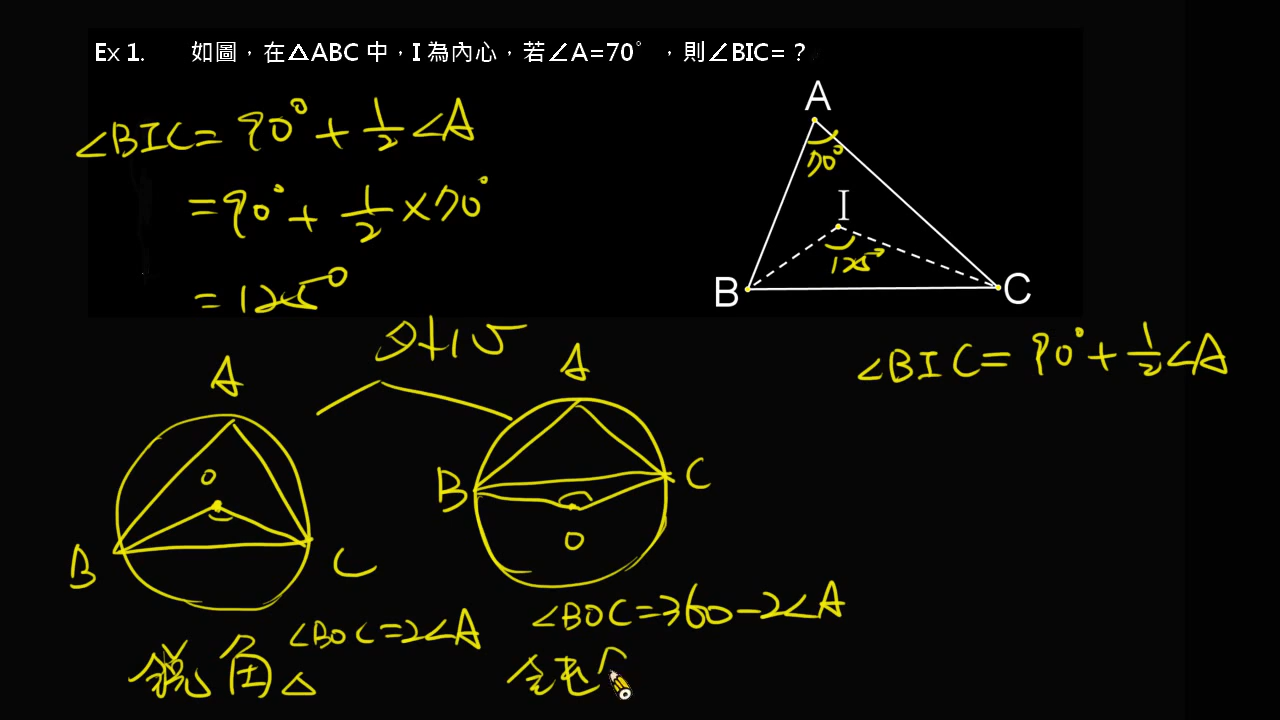 Ex 1. 如圖，在△ABC 中，I 為內心，若∠A=70°，則∠BIC=？
∠BIC=90°+1/2∠A
=90°+1/2×70°
=125°
A
70°
I
125°
B
C
∠BIC=90°+1/2∠A
外心
A
O
B
C
∠BOC=2∠A
銳角△
A
B
C
O
∠BOC=360-2∠A
鈍